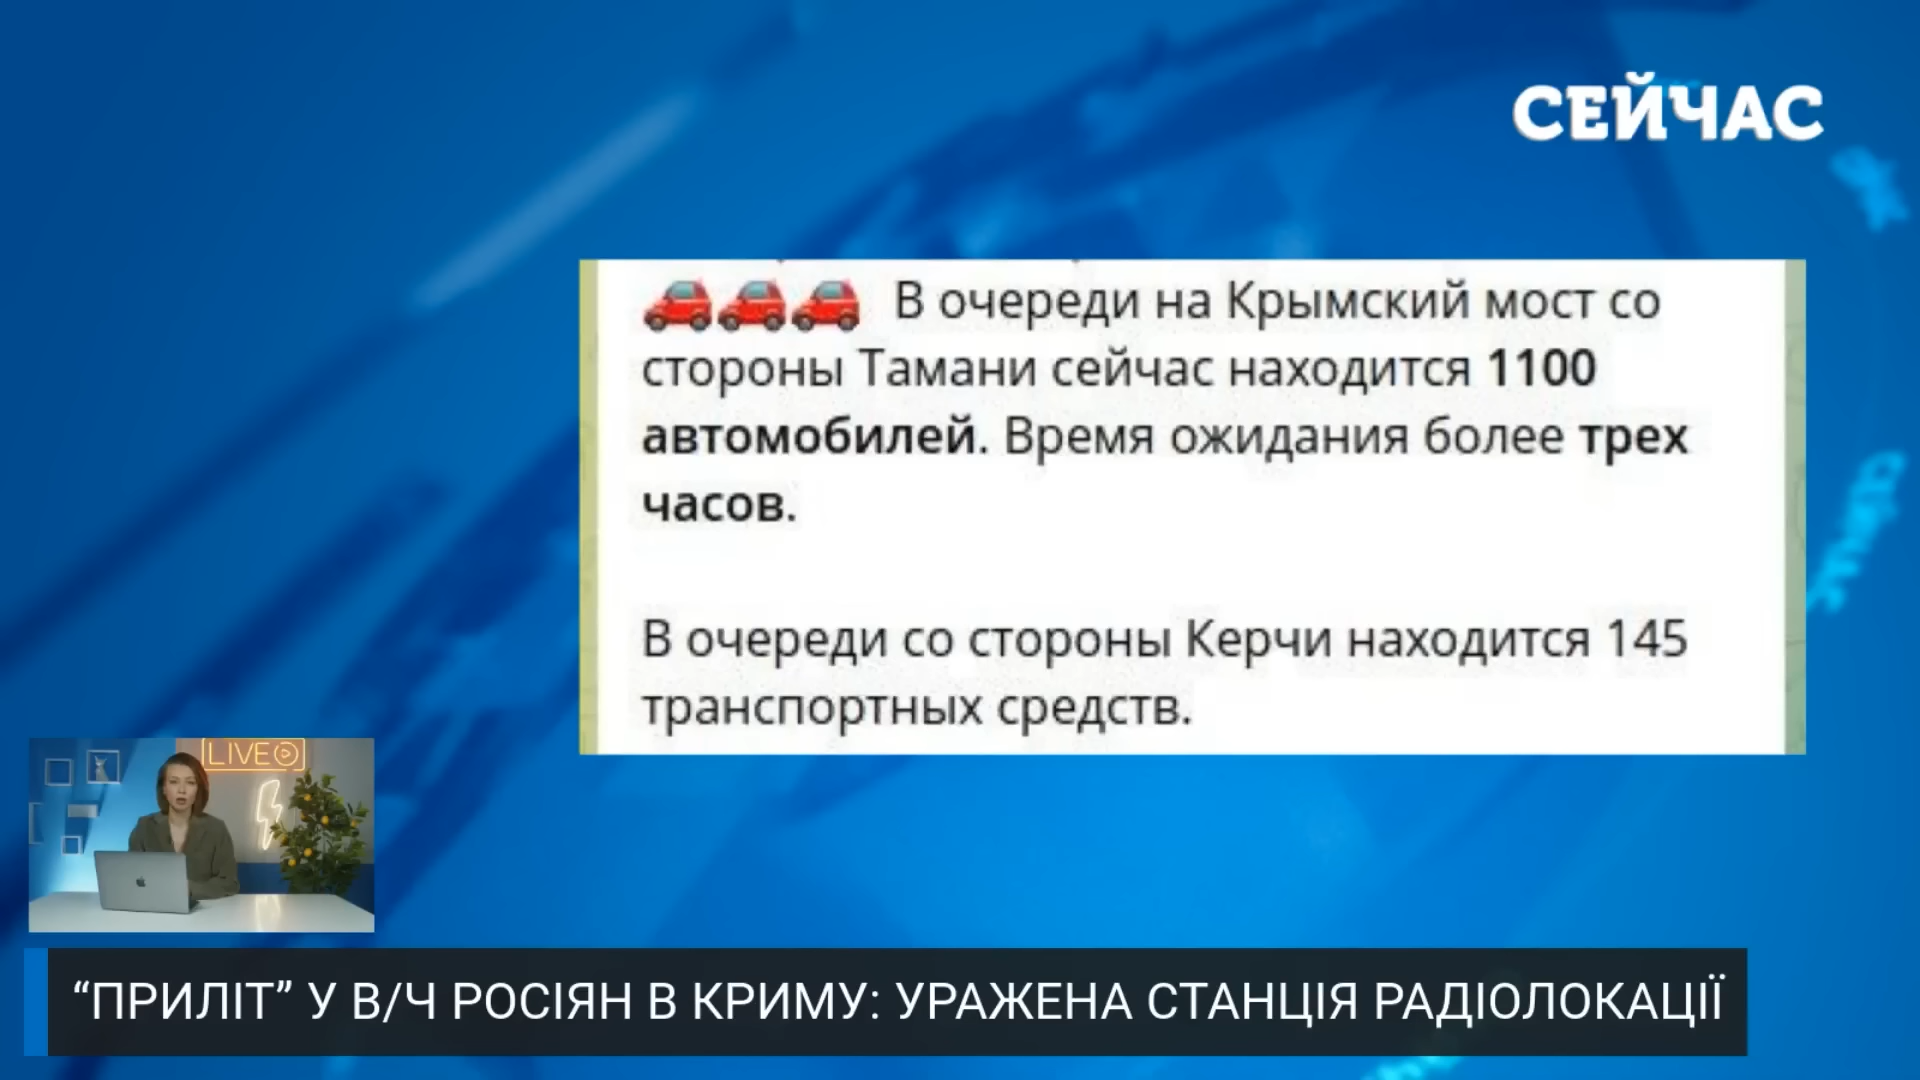 СЕЙЧАС
В очереди на Крымский мост со
стороны Тамани сейчас находится 1100
автомобилей. Время ожидания более трех
часов.
В очереди со стороны Керчи находится 145
транспортных средств.
LIVE
“ПРИЛІТ” У В/Ч РОСІЯН В КРИМУ: УРАЖЕНА СТАНЦІЯ РАДІОЛОКАЦІЇ